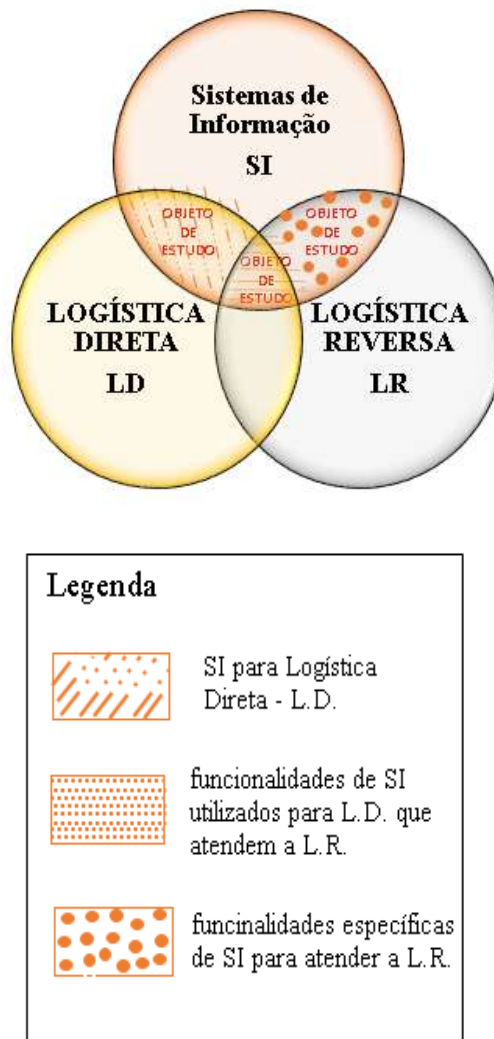 Sistemas de
Informação
SI
OBJETO
DE
ESTUDO
OBJETO
DE
ESTUDO
OBJETO
DE
ESTUDO
LOGÍSTICA
DIRETA
LD
LOGÍSTICA
REVERSA
LR
Legenda
SI para Logística
Direta - L.D.
funcionalidades de SI
utilizados para L.D. que
atendem a L.R.
funcinalidades específicas
de SI para atender a L.R.